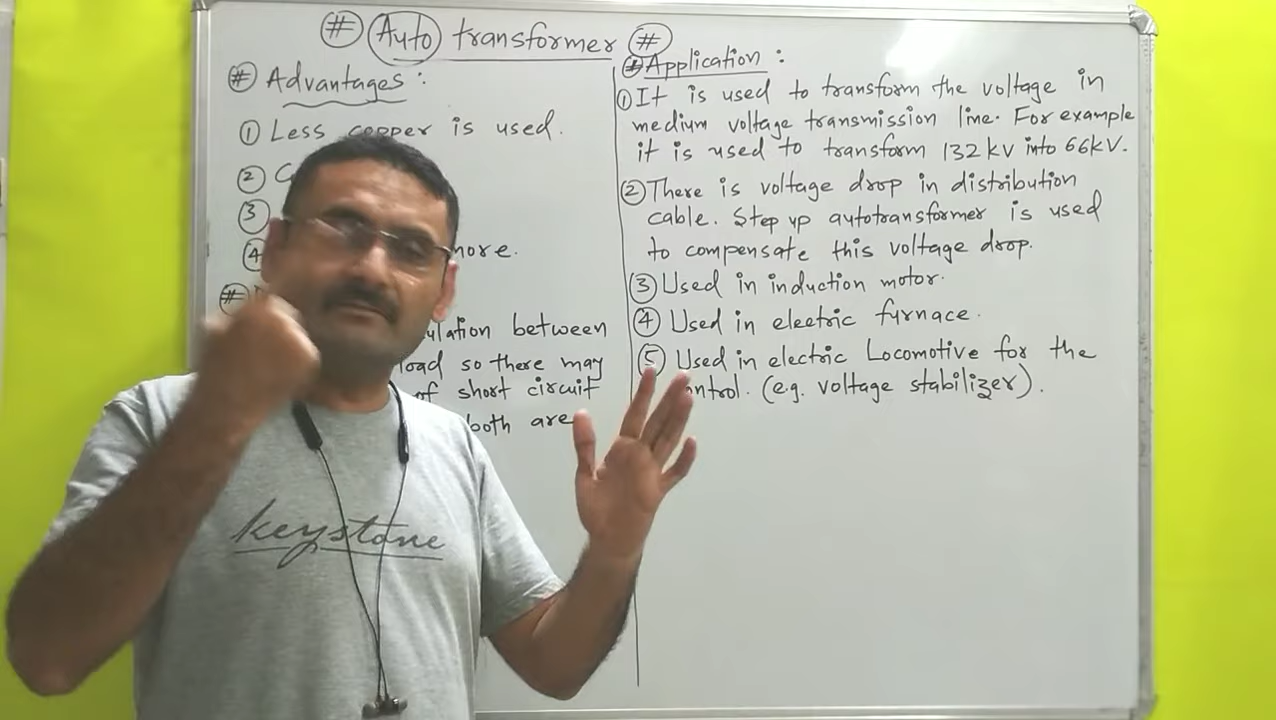 # Auto transformer #
# Advantages :
① Less copper is used.
②
③
④ more.
#
between
load so there may
of short circuit
both are
# Application :
① It is used to transform the voltage in
medium voltage transmission line. For example
it is used to transform 132 kv into 66kV.
② There is voltage drop in distribution
cable. Step up autotransformer is used
to compensate this voltage drop.
③ Used in induction motor.
④ Used in electric furnace.
⑤ Used in electric Locomotive for the
(e.g. voltage stabilizer).
keystone